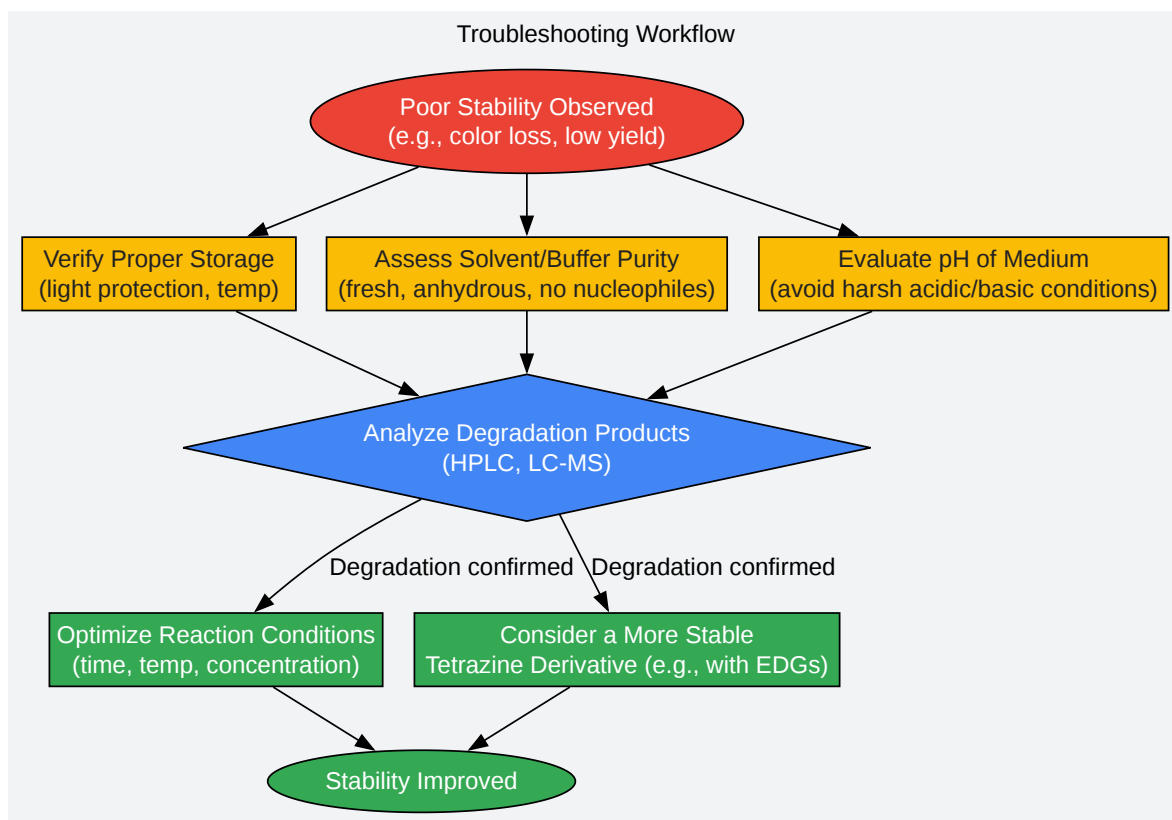 Troubleshooting Workflow
Poor Stability Observed
(e.g., color loss, low yield)
Verify Proper Storage
(light protection, temp)
Assess Solvent/Buffer Purity
(fresh, anhydrous, no nucleophiles)
Evaluate pH of Medium
(avoid harsh acidic/basic conditions)
Analyze Degradation Products
(HPLC, LC-MS)
Degradation confirmed
Degradation confirmed
Optimize Reaction Conditions
(time, temp, concentration)
Consider a More Stable
Tetrazine Derivative (e.g., with EDGs)
Stability Improved